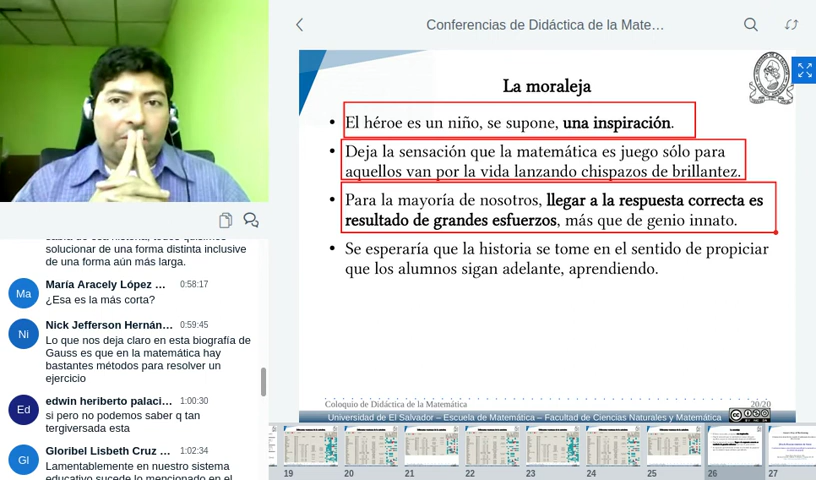 Conferencias de Didáctica de la Mate…
La moraleja
• El héroe es un niño, se supone, una inspiración.
• Deja la sensación que la matemática es juego sólo para
aquellos van por la vida lanzando chispazos de brillantez.
• Para la mayoría de nosotros, llegar a la respuesta correcta es
resultado de grandes esfuerzos, más que de genio innato.
• Se esperaría que la historia se tome en el sentido de propiciar
que los alumnos sigan adelante, aprendiendo.
Coloquio de Didáctica de la Matemática 20/20
Universidad de El Salvador – Escuela de Matemática – Facultad de Ciencias Naturales y Matemática
solucionar de una forma distinta inclusive
de una forma aún más larga.
Ma
María Aracely López ... 0:58:17
¿Esa es la más corta?
Ni
Nick Jefferson Hernán... 0:59:45
Lo que nos deja claro en esta biografía de
Gauss es que en la matemática hay
bastantes métodos para resolver un
ejercicio
Ed
edwin heriberto palaci... 1:00:30
si pero no podemos saber q tan
tergiversada esta
Gl
Gloribel Lisbeth Cruz ... 1:02:34
Lamentablemente en nuestro sistema
educativo sucede lo mencionado en el
19 20 21 22 23 24 25 26 27